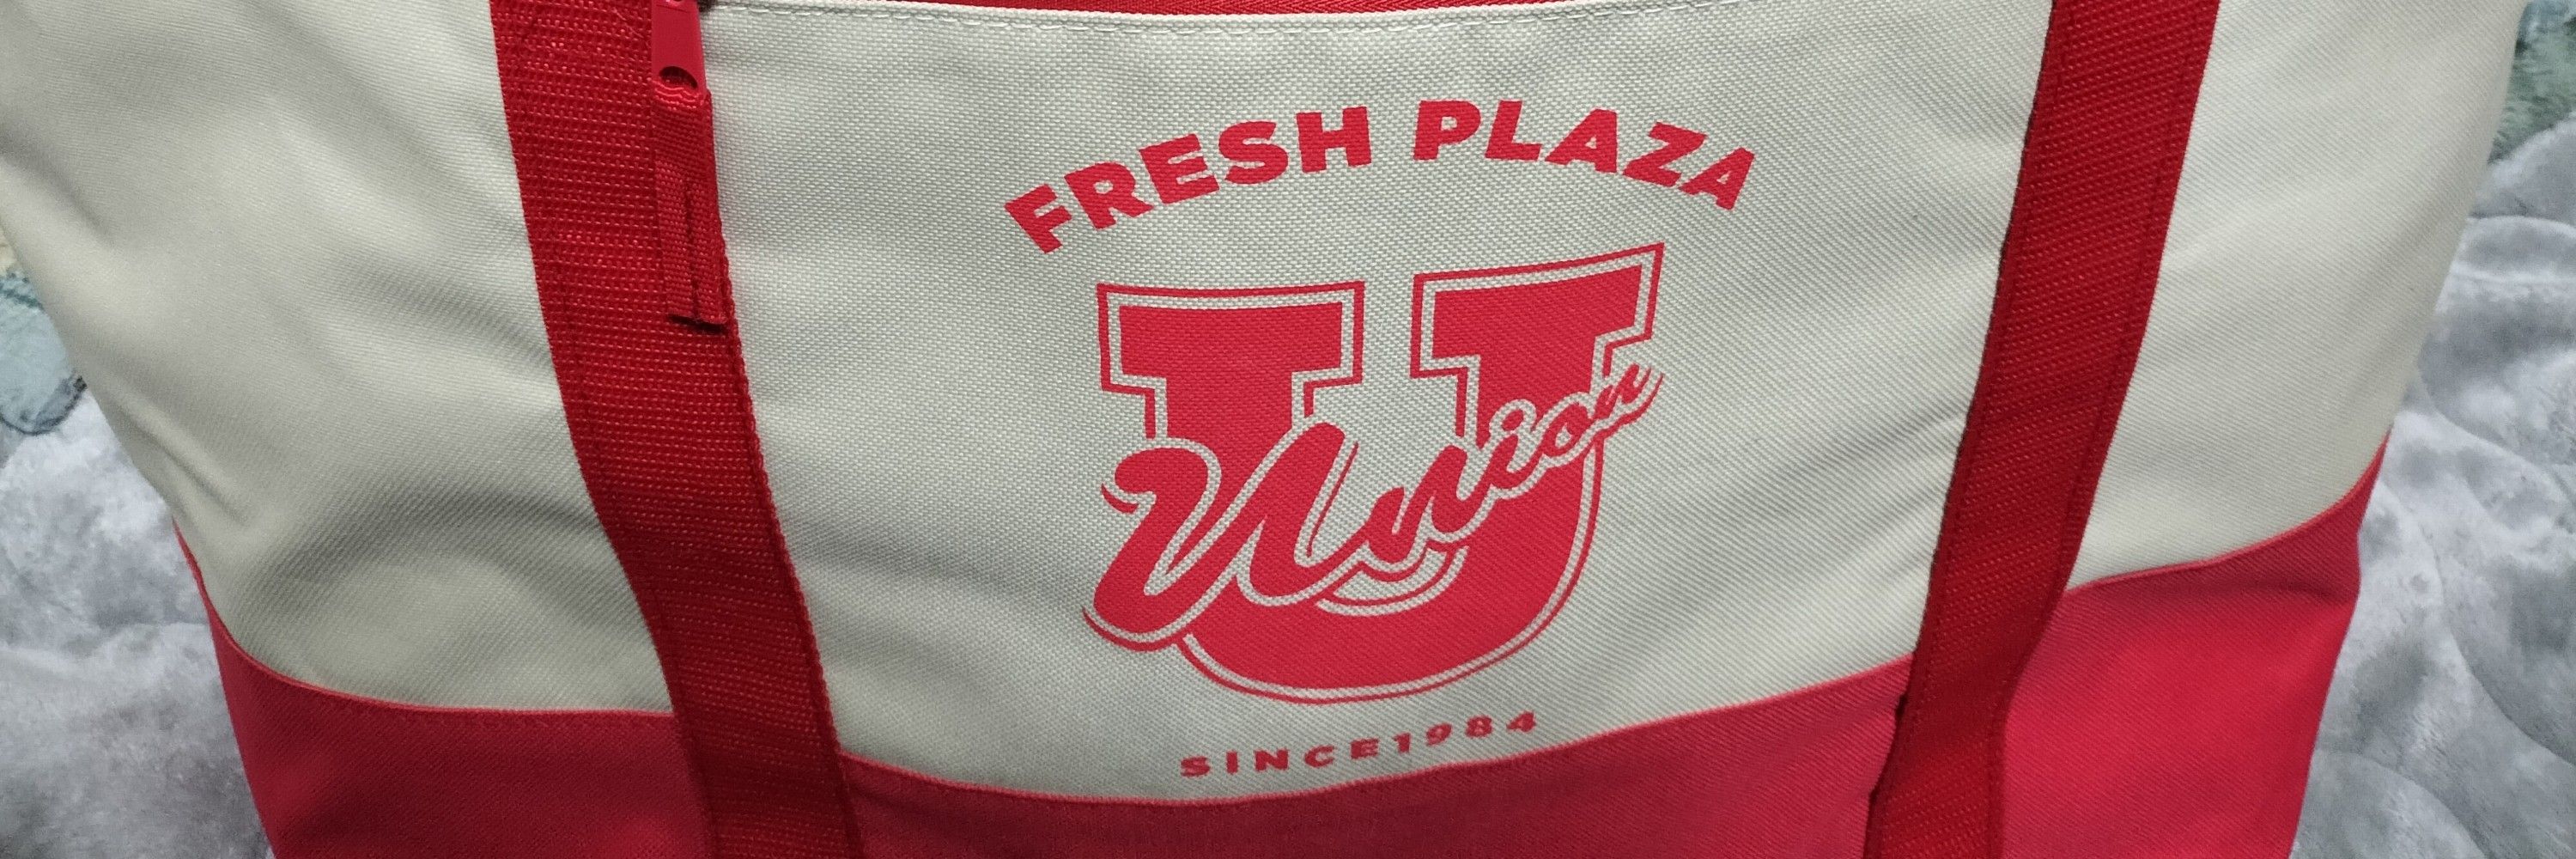 FRESH PLAZA
U
Union
SINCE1984